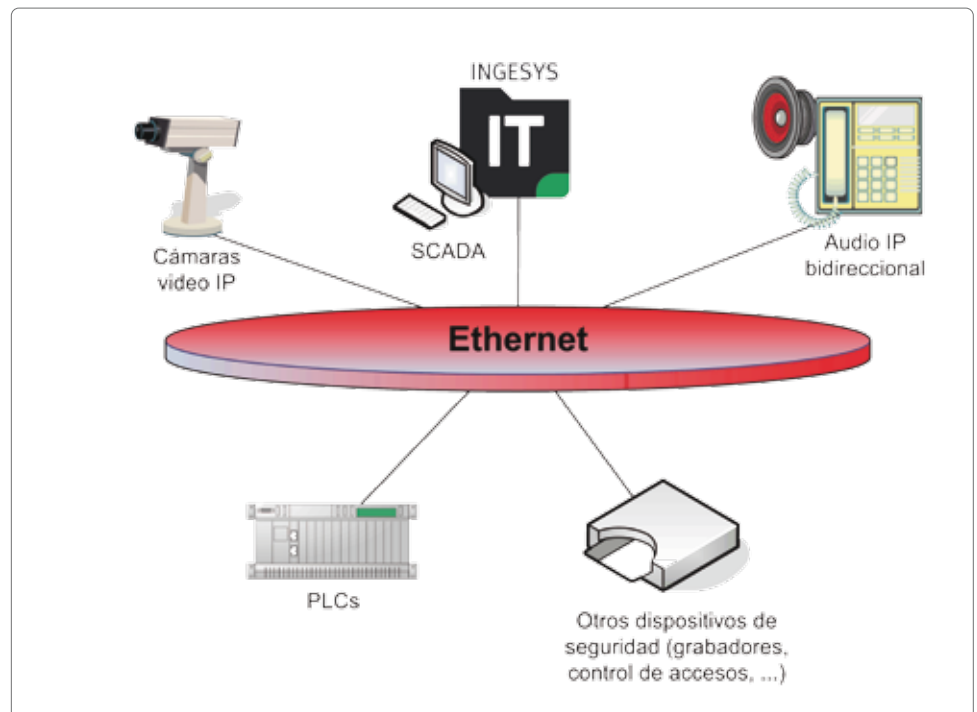 INGESYS
IT
SCADA
Cámaras
video IP
Audio IP
bidireccional
Ethernet
PLCs
Otros dispositivos de
seguridad (grabadores,
control de accesos, ...)